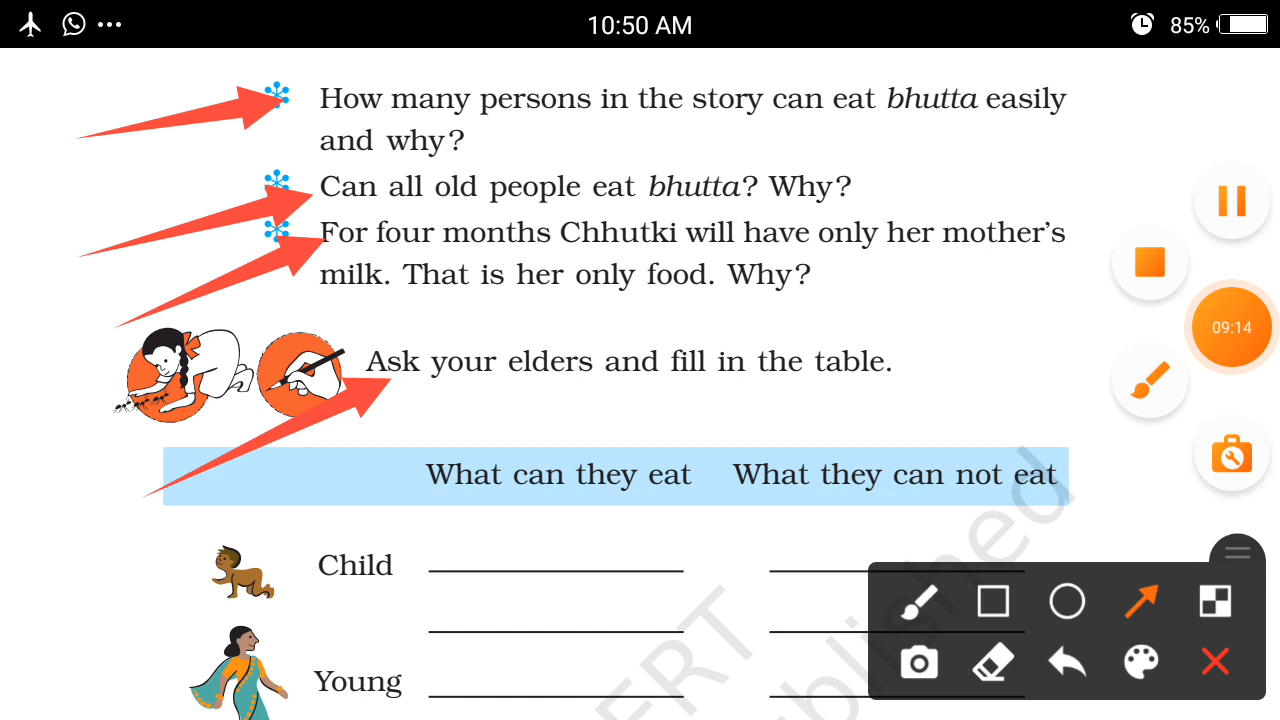 10:50 AM
85%
How many persons in the story can eat bhutta easily
and why?
Can all old people eat bhutta? Why?
For four months Chhutki will have only her mother's
milk. That is her only food. Why?
09:14
Ask your elders and fill in the table.
What can they eat What they can not eat
Child
Young